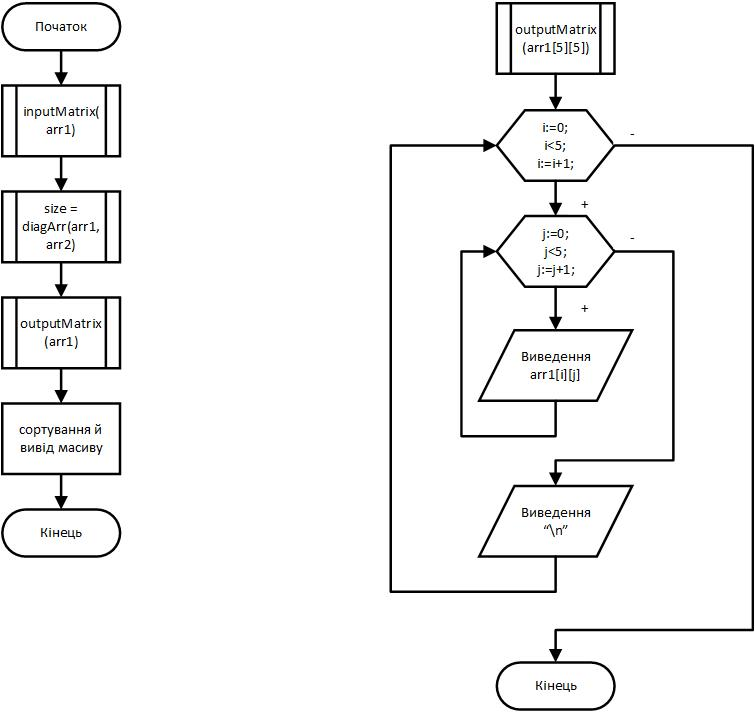 Початок
inputMatrix(
arr1)
size =
diagArr(arr1,
arr2)
outputMatrix
(arr1)
сортування й
вивід масиву
Кінець
outputMatrix
(arr1[5][5])
i:=0;
i<5;
i:=i+1;
-
+
j:=0;
j<5;
j:=j+1;
-
+
Виведення
arr1[i][j]
Виведення
“\n”
Кінець